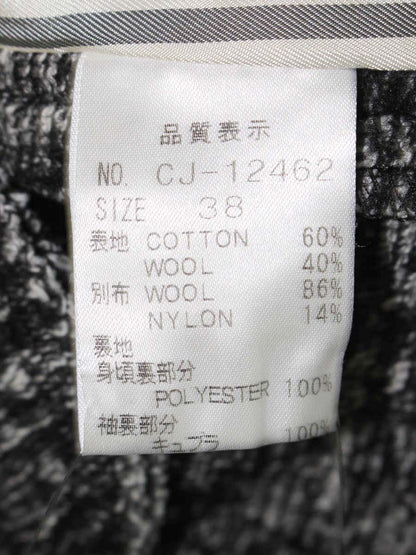 品質表示
NO. CJ-12462
SIZE 38
表地 COTTON 60%
WOOL 40%
別布 WOOL 86%
NYLON 14%
裏地
身頃裏部分
POLYESTER 100%
袖裏部分
キュプラ 100%